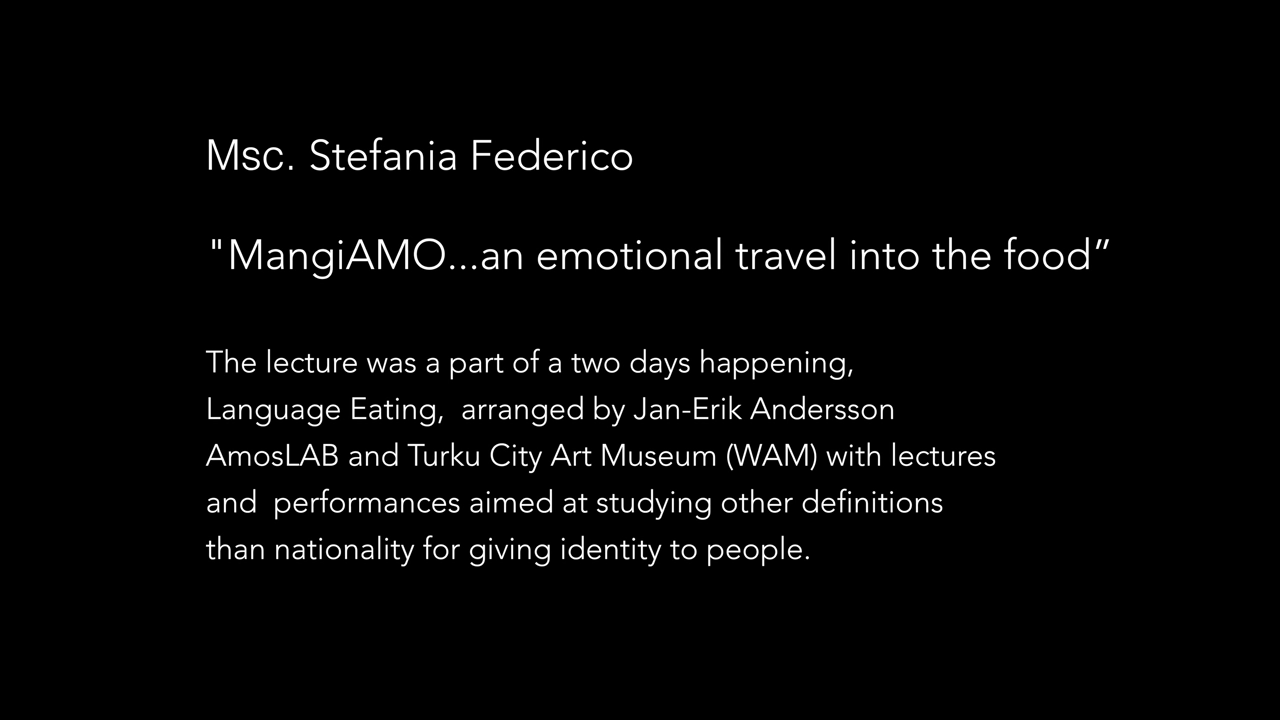 Msc. Stefania Federico
"MangiAMO...an emotional travel into the food”
The lecture was a part of a two days happening,
Language Eating,  arranged by Jan-Erik Andersson
AmosLAB and Turku City Art Museum (WAM) with lectures
and  performances aimed at studying other definitions
than nationality for giving identity to people.